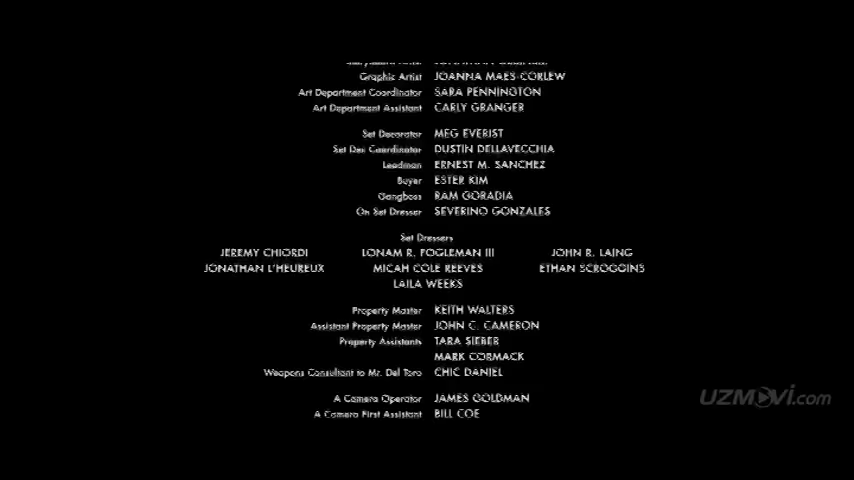 Graphic Artist JOANNA MAES-CORLEW
Art Department Coordinator SARA PENNINGTON
Art Department Assistant CARLY GRANGER
Set Decorator MEG EVERIST
Set Dec Coordinator DUSTIN DELLAVECCHIA
Leadman ERNEST M. SANCHEZ
Buyer ESTER KIM
Gangboss RAM GORADIA
On Set Dresser SEVERINO GONZALES
Set Dressers
JEREMY CHIORDI LONAM R. FOGLEMAN III JOHN R. LAING
JONATHAN L'HEUREUX MICAH COLE REEVES ETHAN SCROGGINS
LAILA WEEKS
Property Master KEITH WALTERS
Assistant Property Master JOHN C. CAMERON
Property Assistants TARA SIEBER
MARK CORMACK
Weapons Consultant to Mr. Del Toro CHIC DANIEL
A Camera Operator JAMES GOLDMAN
A Camera First Assistant BILL COE
UZMOVi.com